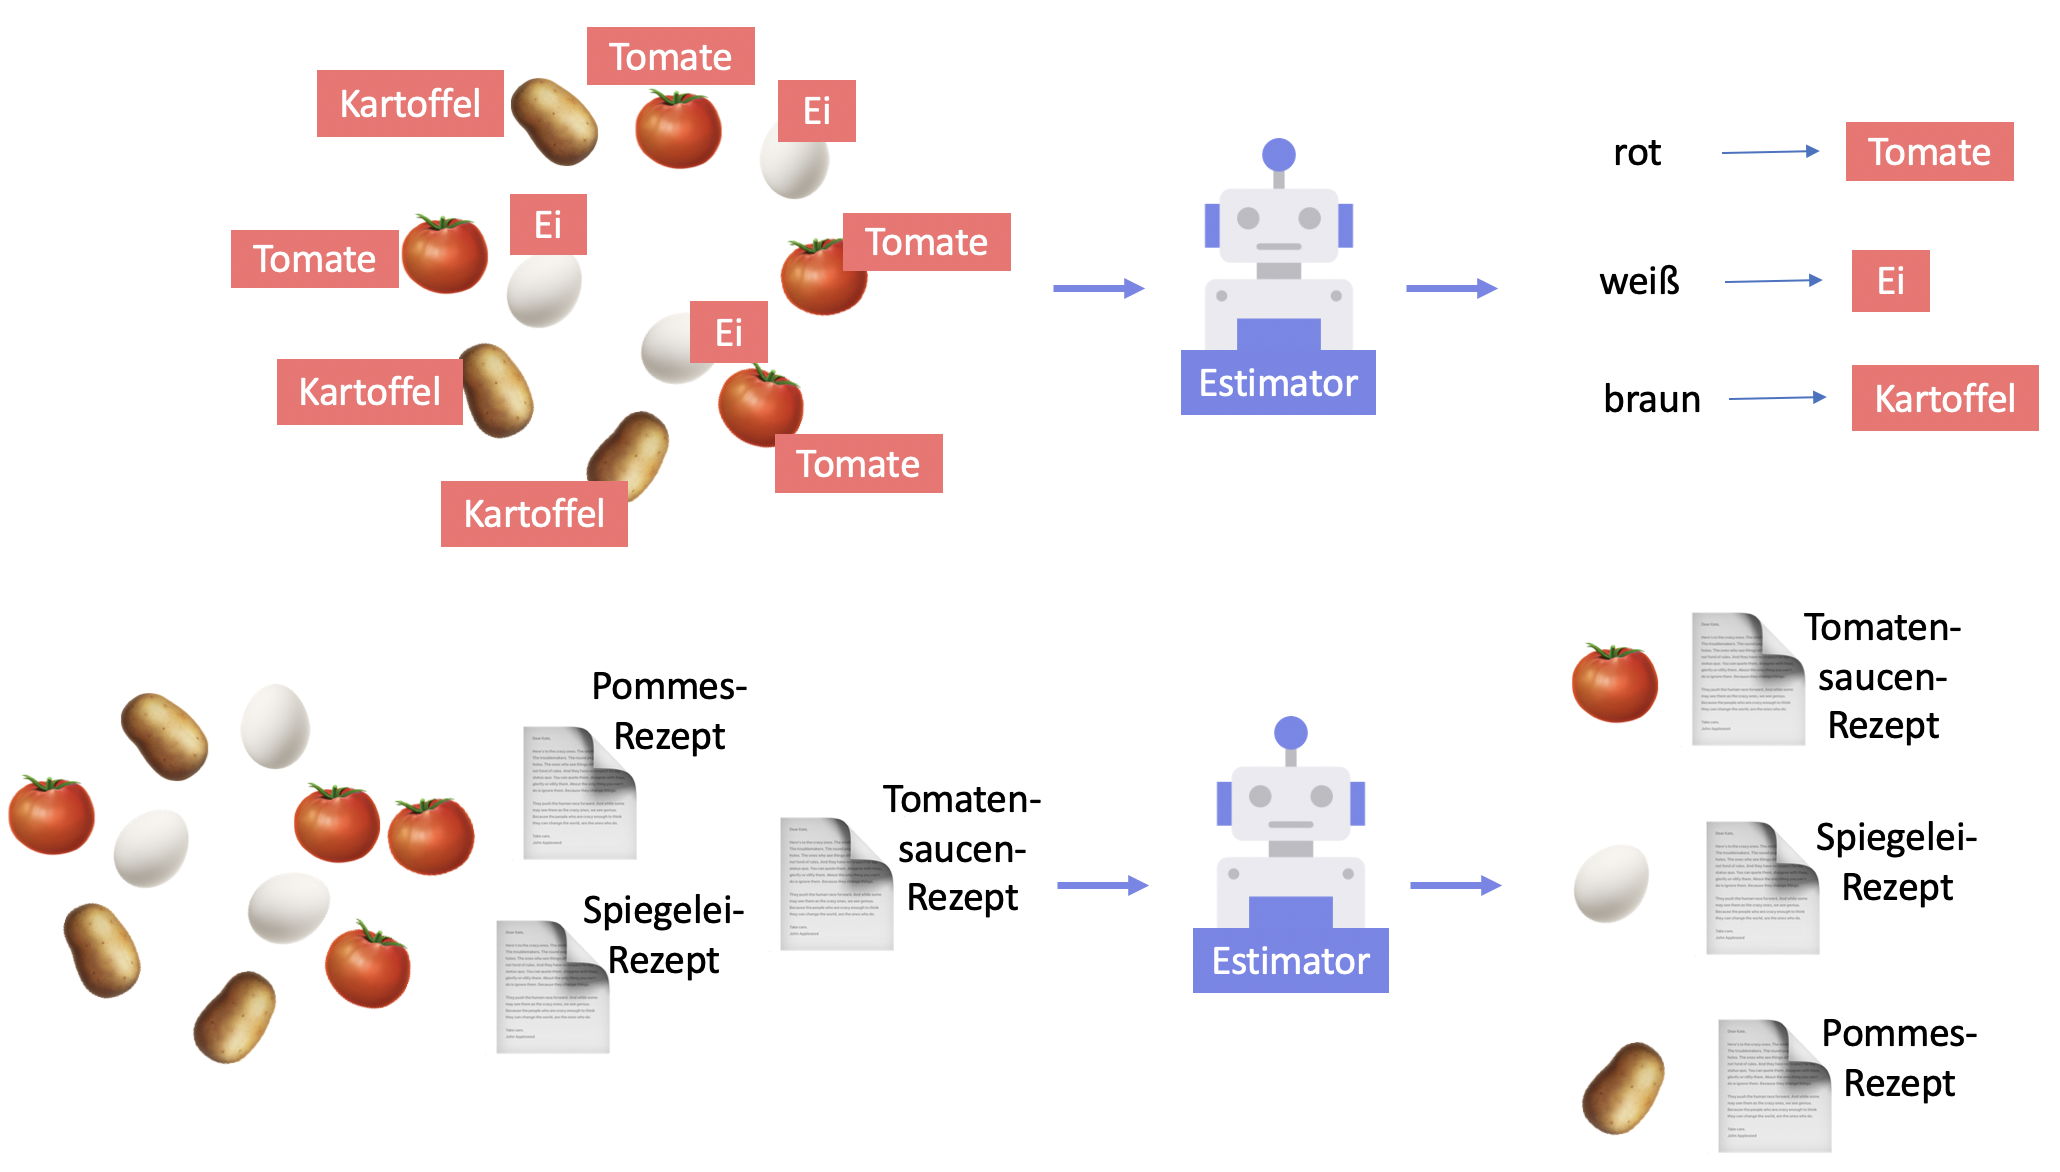 Tomate
Kartoffel
Ei
Tomate
Ei
Tomate
Ei
Kartoffel
Tomate
Kartoffel
Estimator
rot
Tomate
weiß
Ei
braun
Kartoffel
Pommes-
Rezept
Spiegelei-
Rezept
Tomaten-
saucen-
Rezept
Estimator
Tomaten-
saucen-
Rezept
Spiegelei-
Rezept
Pommes-
Rezept